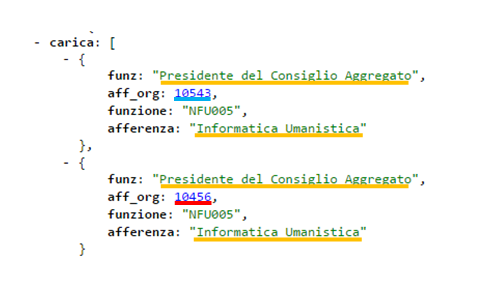 - carica: [
- {
funz: "Presidente del Consiglio Aggregato",
aff_org: 10543,
funzione: "NFU005",
afferenza: "Informatica Umanistica"
},
- {
funz: "Presidente del Consiglio Aggregato",
aff_org: 10456,
funzione: "NFU005",
afferenza: "Informatica Umanistica"
}